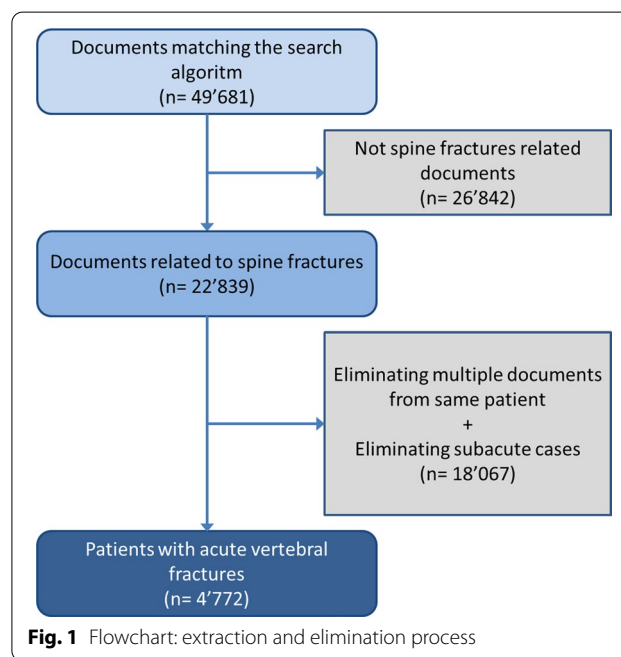 Documents matching the search
algoritm
(n= 49'681)
Not spine fractures related
documents
(n= 26'842)
Documents related to spine fractures
(n= 22'839)
Eliminating multiple documents
from same patient
+
Eliminating subacute cases
(n= 18'067)
Patients with acute vertebral
fractures
(n= 4'772)
Fig. 1 Flowchart: extraction and elimination process